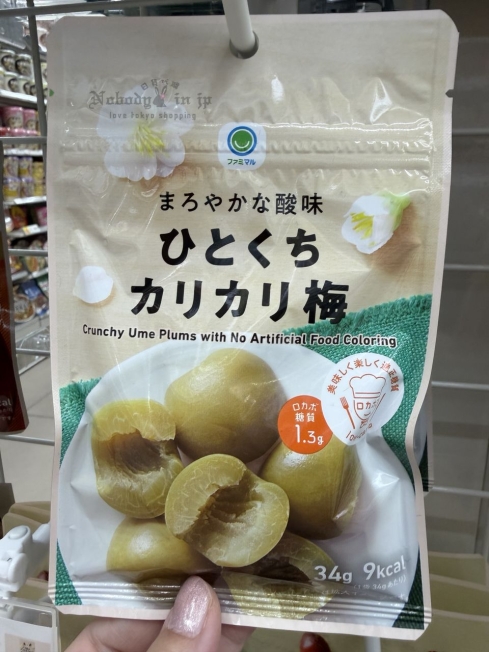 Nobody in jp
love tokyo shopping
ファミマル
まろやかな酸味
ひとくち
カリカリ梅
Crunchy Ume Plums with No Artificial Food Coloring
美味しく楽しく適正糖質
ロカボ
ロカボ
糖質
1.3g
34g 9kcal